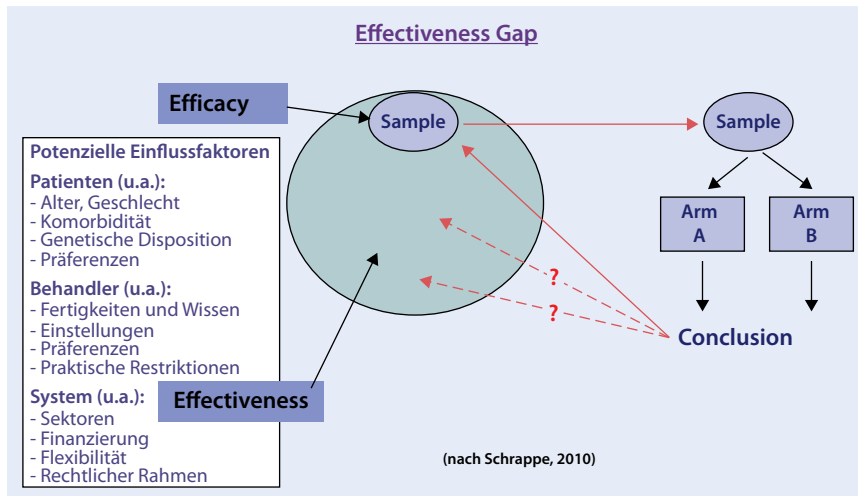 Effectiveness Gap
Efficacy
Sample
Sample
Potenzielle Einflussfaktoren
Patienten (u.a.):
- Alter, Geschlecht
- Komorbidität
- Genetische Disposition
- Präferenzen
Behandler (u.a.):
- Fertigkeiten und Wissen
- Einstellungen
- Präferenzen
- Praktische Restriktionen
System (u.a.):
- Sektoren
- Finanzierung
- Flexibilität
- Rechtlicher Rahmen
Effectiveness
Arm
A
Arm
B
?
?
Conclusion
(nach Schrappe, 2010)